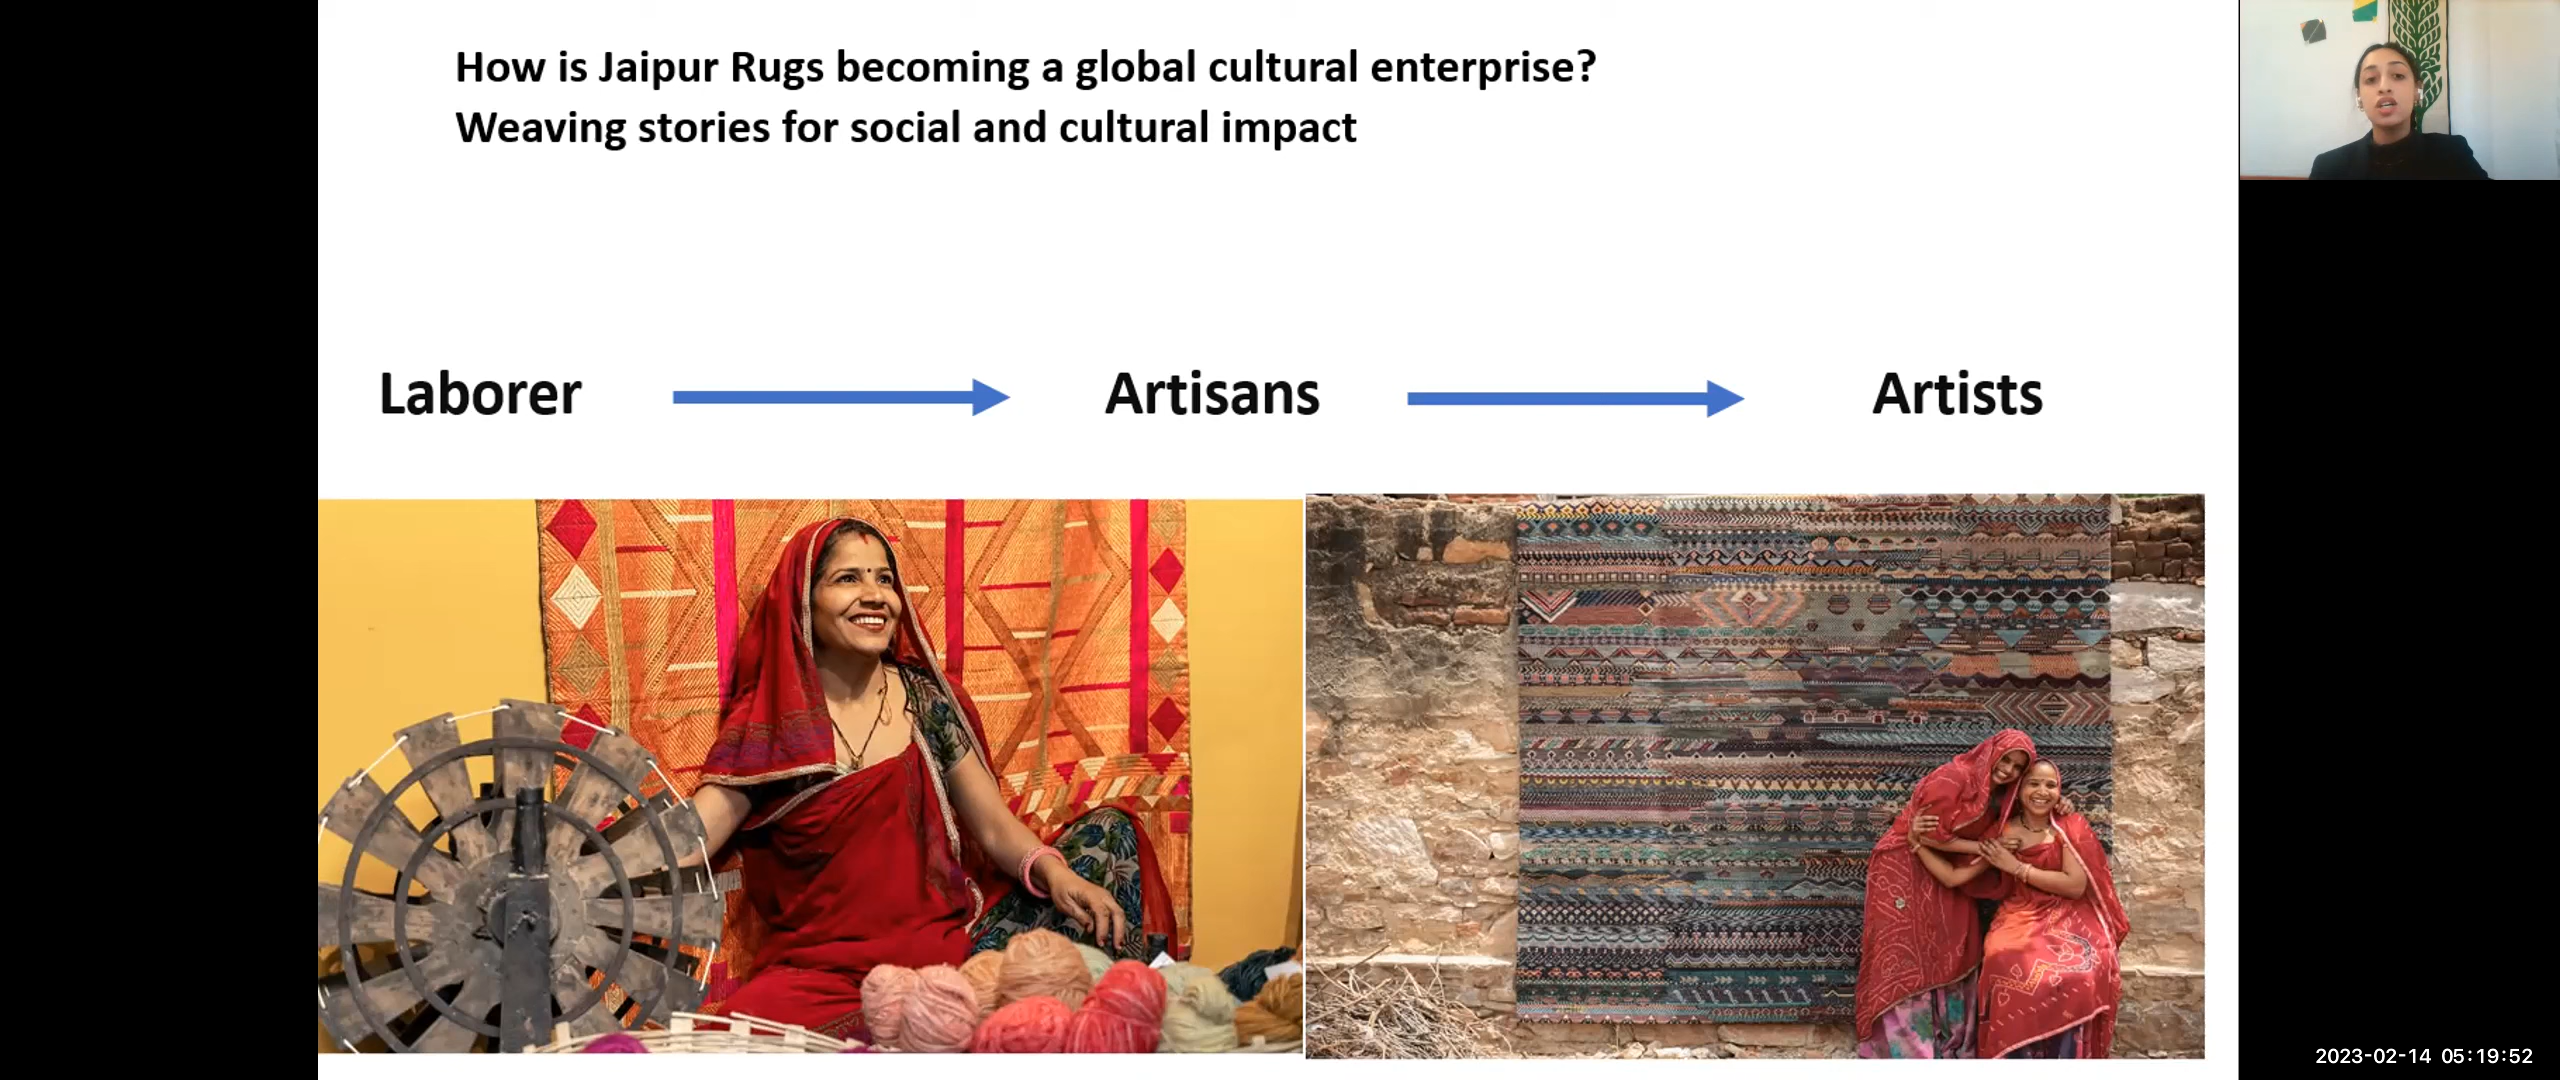 How is Jaipur Rugs becoming a global cultural enterprise?
Weaving stories for social and cultural impact
Laborer
Artisans
Artists
2023-02-14 05:19:52